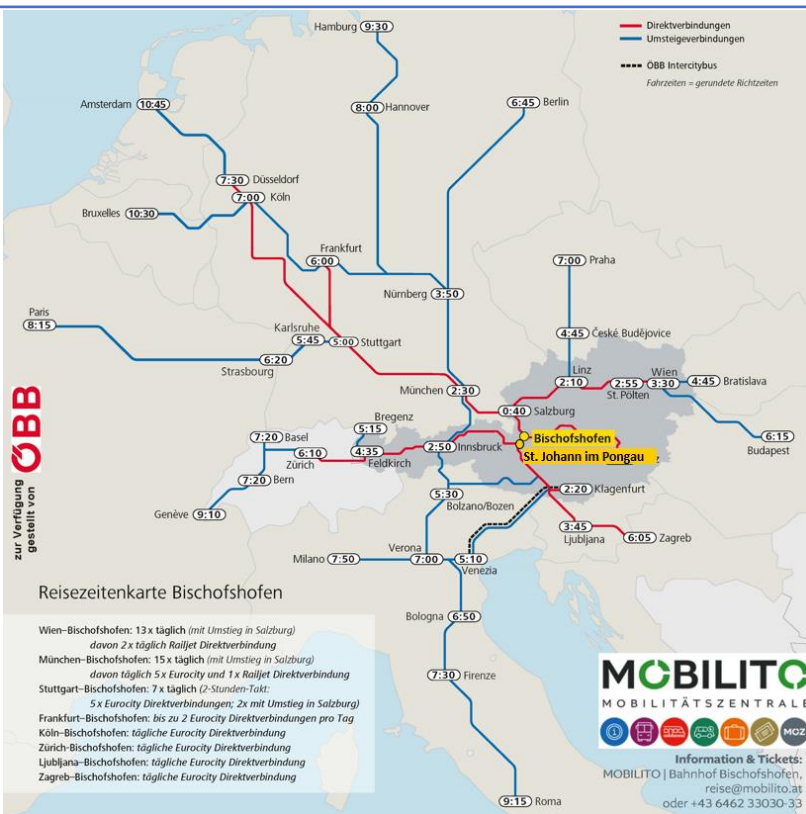 Hamburg 9:30
Direktverbindungen
Umsteigeverbindungen
ÖBB Intercitybus
Fahrzeiten = gerundete Richtzeiten
Amsterdam 10:45
8:00 Hannover
6:45 Berlin
7:30 Düsseldorf
7:00 Köln
Bruxelles 10:30
Frankfurt
6:00
7:00 Praha
Nürnberg 3:50
Paris
8:15
Karlsruhe
5:45
5:00 Stuttgart
4:45 České Budějovice
Strasbourg
6:20
Linz
2:10
2:55
St. Pölten
Wien
3:30
4:45 Bratislava
München 2:30
0:40 Salzburg
Bregenz
5:15
7:20 Basel
6:10
Zürich
4:35
Feldkirch
2:50 Innsbruck
Bischofshofen
St. Johann im Pongau
6:15
Budapest
7:20
Bern
5:30
Bolzano/Bozen
2:20 Klagenfurt
Genève 9:10
3:45
Ljubljana
6:05 Zagreb
Milano 7:50
Verona
7:00
5:10
Venezia
Bologna 6:50
7:30 Firenze
9:15 Roma
zur Verfügung
gestellt von
ÖBB
Reisezeitenkarte Bischofshofen
Wien–Bischofshofen: 13 x täglich (mit Umstieg in Salzburg)
davon 2 x täglich Railjet Direktverbindung
München–Bischofshofen: 15 x täglich (mit Umstieg in Salzburg)
davon täglich 5 x Eurocity und 1 x Railjet Direktverbindung
Stuttgart–Bischofshofen: 7 x täglich (2-Stunden-Takt:
5 x Eurocity Direktverbindungen; 2x mit Umstieg in Salzburg)
Frankfurt–Bischofshofen: bis zu 2 Eurocity Direktverbindungen pro Tag
Köln–Bischofshofen: tägliche Eurocity Direktverbindung
Zürich–Bischofshofen: tägliche Eurocity Direktverbindung
Ljubljana–Bischofshofen: tägliche Eurocity Direktverbindung
Zagreb–Bischofshofen: tägliche Eurocity Direktverbindung
MOBILITO
MOBILITÄTSZENTRALE
MOZ
Information & Tickets:
MOBILITO | Bahnhof Bischofshofen,
reise@mobilito.at
oder +43 6462 33030-33